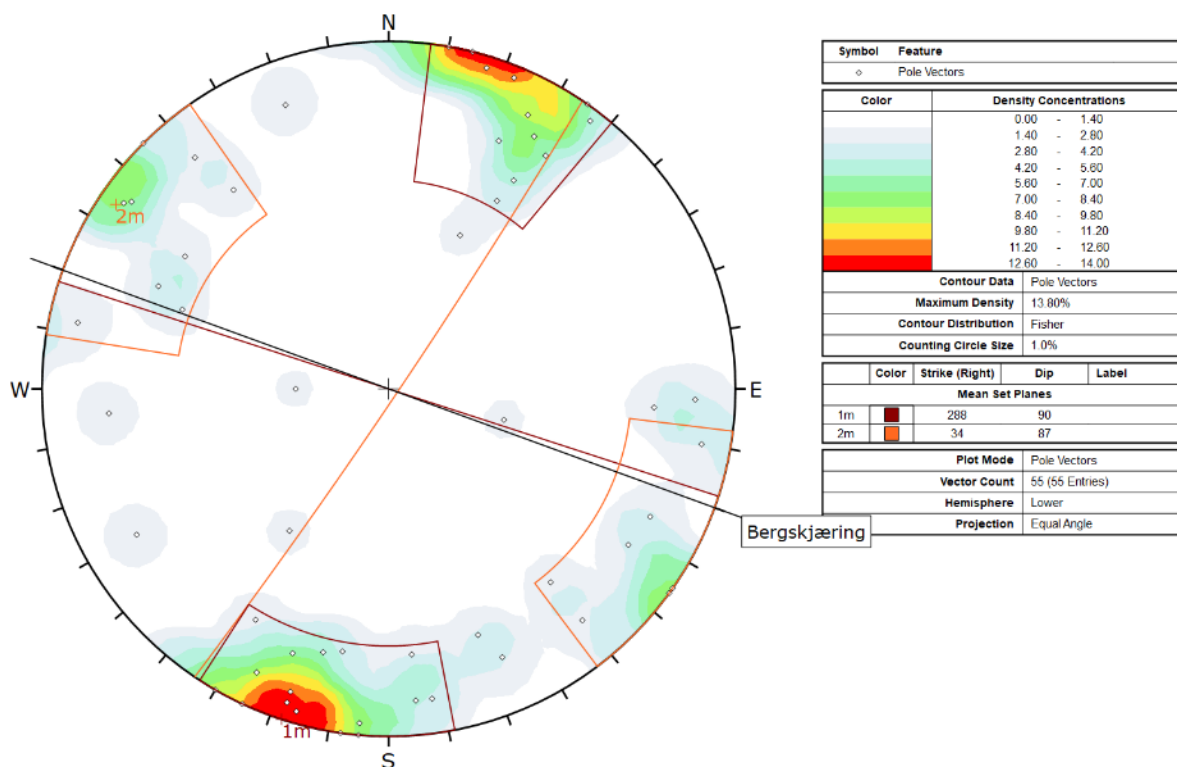 N
W
E
S
2m
1m
Bergskjæring
Symbol Feature
Pole Vectors
Color Density Concentrations
0.00 - 1.40
1.40 - 2.80
2.80 - 4.20
4.20 - 5.60
5.60 - 7.00
7.00 - 8.40
8.40 - 9.80
9.80 - 11.20
11.20 - 12.60
12.60 - 14.00
Contour Data Pole Vectors
Maximum Density 13.80%
Contour Distribution Fisher
Counting Circle Size 1.0%
Color Strike (Right) Dip Label
Mean Set Planes
1m 288 90
2m 34 87
Plot Mode Pole Vectors
Vector Count 55 (55 Entries)
Hemisphere Lower
Projection Equal Angle